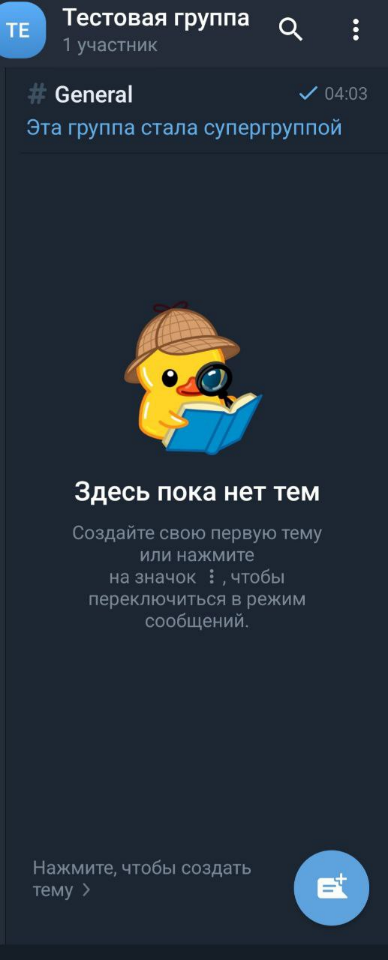 ТЕ
Тестовая группа
1 участник
# General
04:03
Эта группа стала супергруппой
Здесь пока нет тем
Создайте свою первую тему
или нажмите
на значок ⋮ , чтобы
переключиться в режим
сообщений.
Нажмите, чтобы создать
тему >